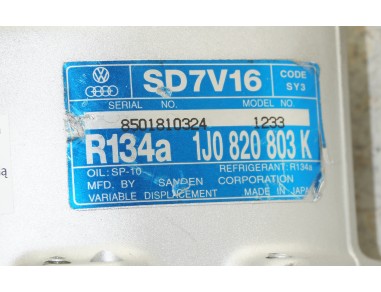 SD7V16 CODE SY3
SERIAL NO. MODEL NO.
8501810324 1233
R134a 1J0 820 803 K
OIL: SP-10 REFRIGERANT: R134a
MFD. BY SANDEN CORPORATION
VARIABLE DISPLACEMENT MADE IN JAPAN